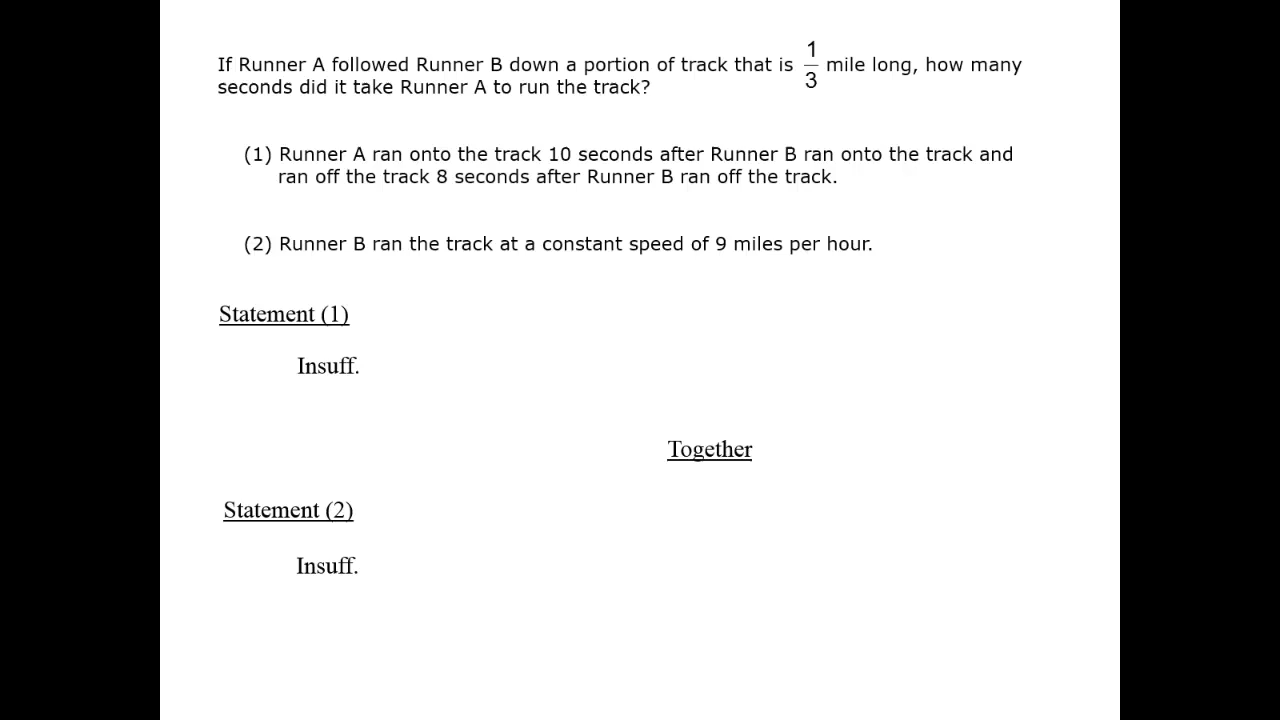 If Runner A followed Runner B down a portion of track that is 1/3 mile long, how many
seconds did it take Runner A to run the track?
(1) Runner A ran onto the track 10 seconds after Runner B ran onto the track and
ran off the track 8 seconds after Runner B ran off the track.
(2) Runner B ran the track at a constant speed of 9 miles per hour.
Statement (1)
Insuff.
Together
Statement (2)
Insuff.